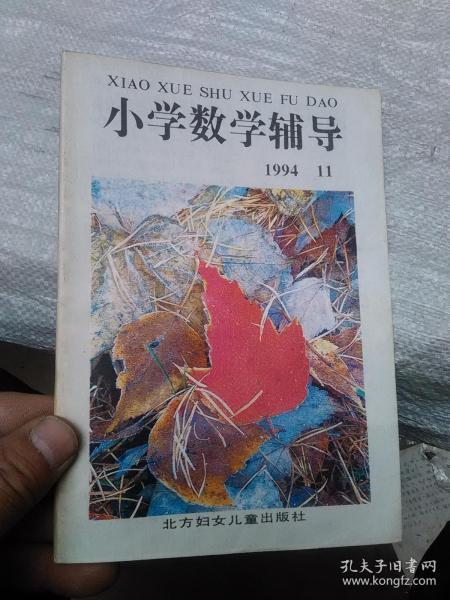 XIAO XUE SHU XUE FU DAO
小学数学辅导
1994 11
北方妇女儿童出版社
孔夫子旧书网
www.kongfz.com